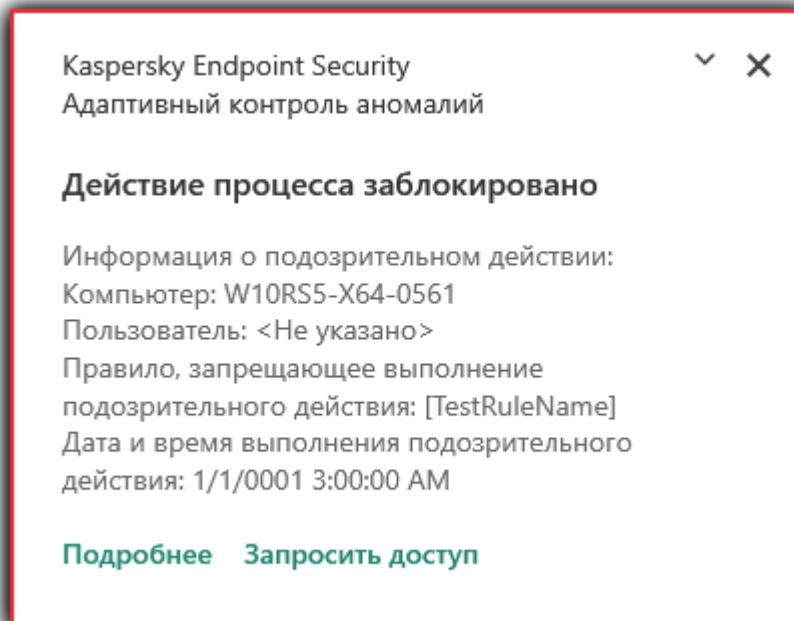 Kaspersky Endpoint Security
Адаптивный контроль аномалий
Действие процесса заблокировано
Информация о подозрительном действии:
Компьютер: W10RS5-X64-0561
Пользователь: <Не указано>
Правило, запрещающее выполнение
подозрительного действия: [TestRuleName]
Дата и время выполнения подозрительного
действия: 1/1/0001 3:00:00 AM
Подробнее Запросить доступ